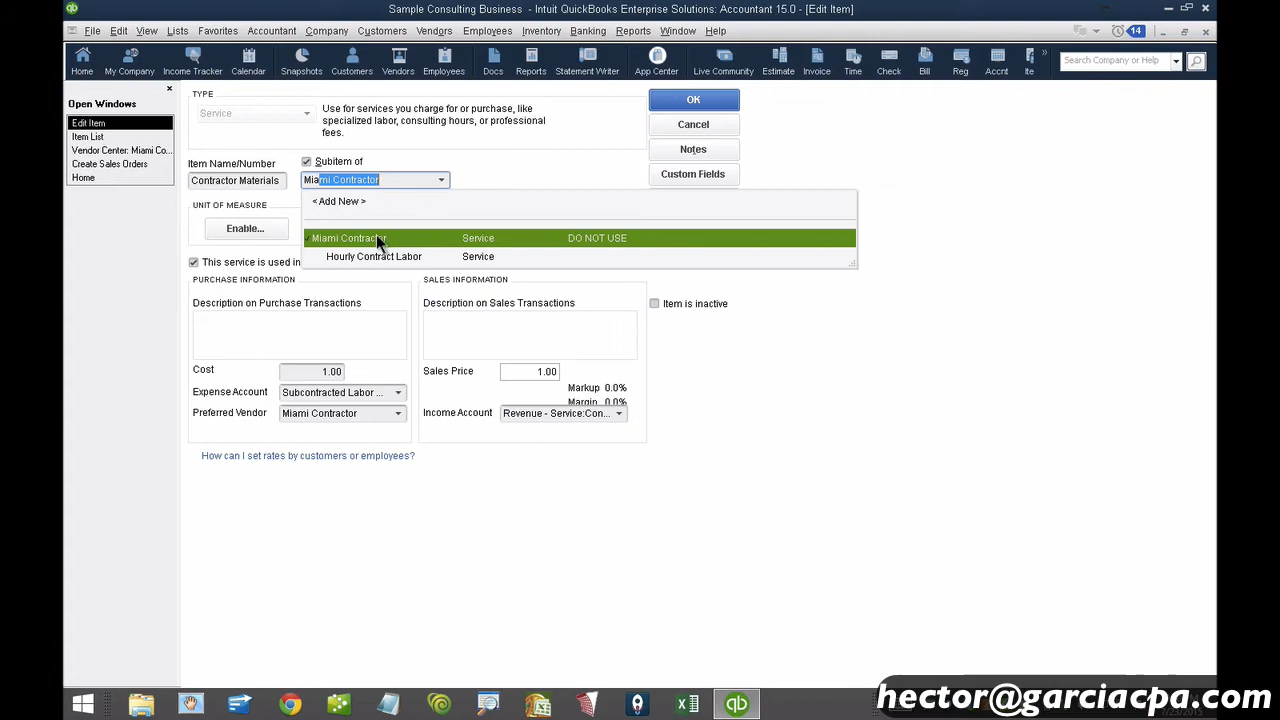 Sample Consulting Business - Intuit QuickBooks Enterprise Solutions: Accountant 15.0 - [Edit Item]
File Edit View Lists Favorites Accountant Company Customers Vendors Employees Inventory Banking Reports Window Help 14
Home My Company Income Tracker Calendar Snapshots Customers Vendors Employees Docs Reports Statement Writer App Center Live Community Estimate Invoice Time Check Bill Reg Accnt Ite » Search Company or Help
Open Windows
Edit Item
Item List
Vendor Center: Miami Co...
Create Sales Orders
Home
TYPE
Service
Use for services you charge for or purchase, like
specialized labor, consulting hours, or professional
fees.
OK
Cancel
Notes
Custom Fields
Item Name/Number
Subitem of
Contractor Materials
Miami Contractor
< Add New >
Miami Contractor Service DO NOT USE
Hourly Contract Labor Service
UNIT OF MEASURE
Enable...
This service is used in
PURCHASE INFORMATION
Description on Purchase Transactions
Cost 1.00
Expense Account Subcontracted Labor ...
Preferred Vendor Miami Contractor
SALES INFORMATION
Description on Sales Transactions
Sales Price 1.00
Markup 0.0%
Margin 0.0%
Income Account Revenue - Service:Con...
Item is inactive
How can I set rates by customers or employees?
hector@garciacpa.com